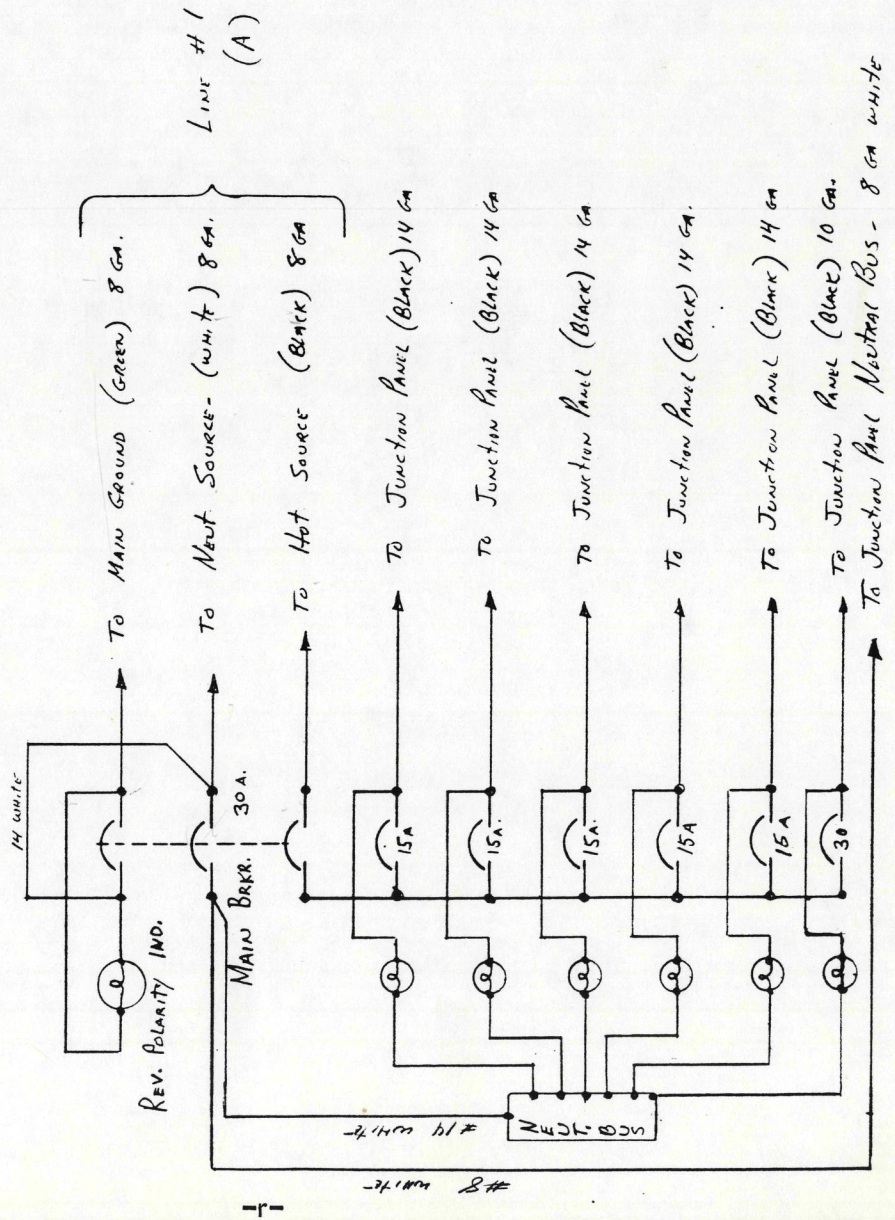 14 WHITE
TO MAIN GROUND (GREEN) 8 GA.
TO NEUT SOURCE- (WHITE) 8 GA.
TO HOT SOURCE (BLACK) 8 GA
LINE #1
(A)
REV. POLARITY IND.
30 A.
MAIN BRKR.
15A
TO JUNCTION PANEL (BLACK) 14 GA
15A.
TO JUNCTION PANEL (BLACK) 14 GA
15A.
TO JUNCTION PANEL (BLACK) 14 GA.
15A
TO JUNCTION PANEL (BLACK) 14 GA.
15A
TO JUNCTION PANEL (BLACK) 14 GA
30
TO JUNCTION PANEL (BLACK) 10 GA.
TO JUNCTION PANEL NEUTRAL BUS - 8 GA WHITE
NEUT. BUS
#14 WHITE
#8 WHITE
-r-